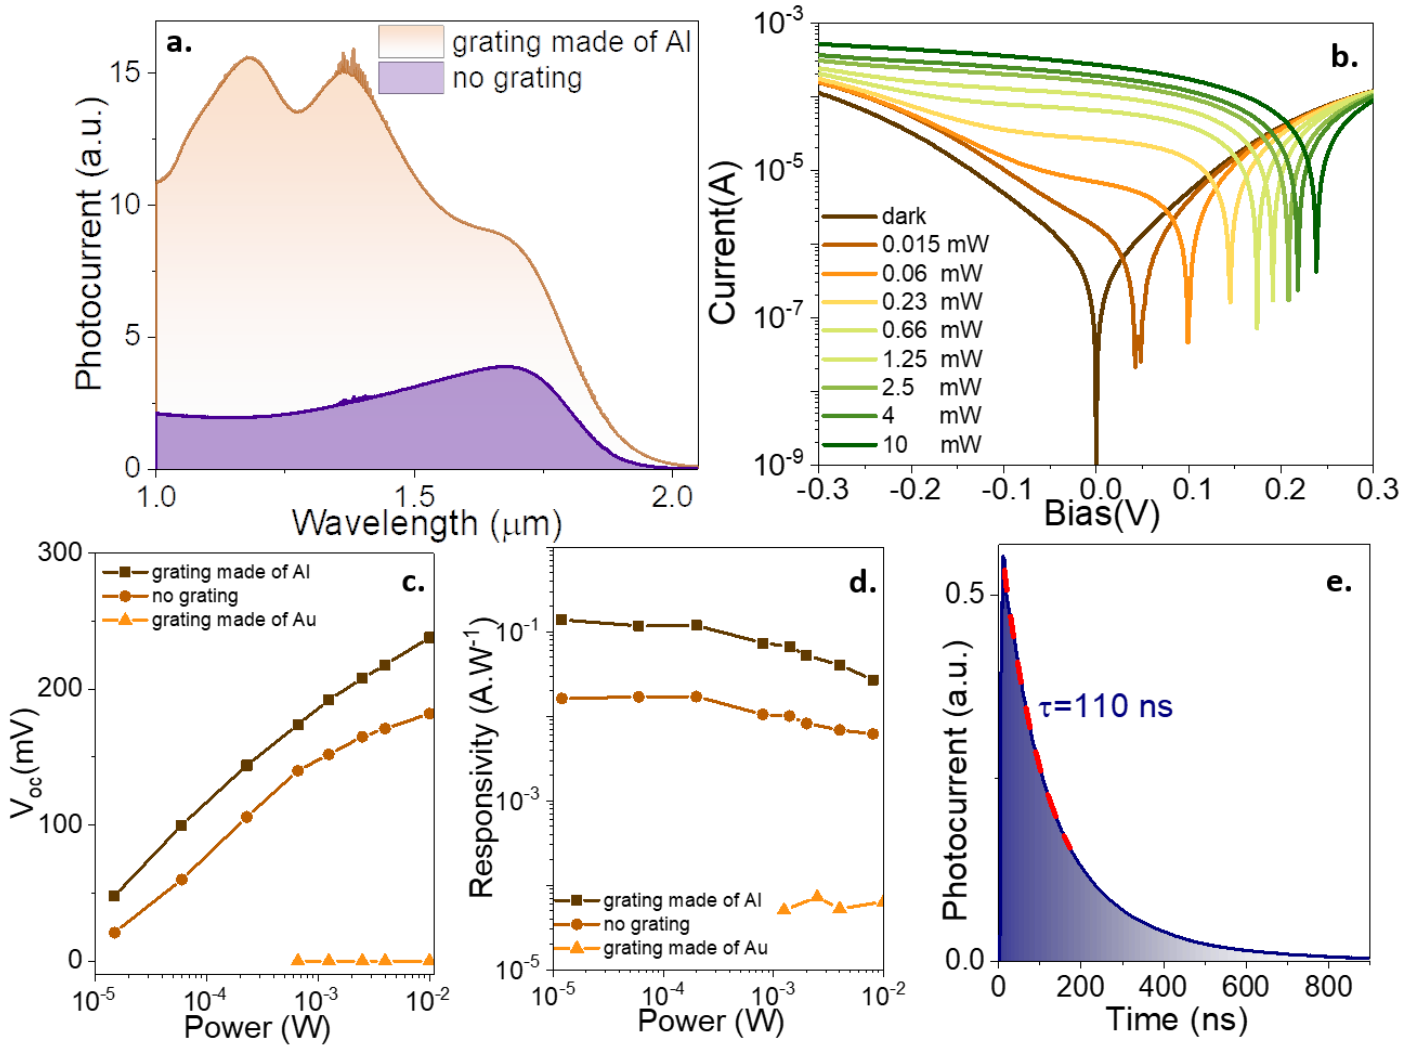 a.
grating made of Al
no grating
15
10
5
0
Photocurrent (a.u.)
1.0
1.5
2.0
Wavelength (μm)
b.
10⁻³
10⁻⁵
10⁻⁷
10⁻⁹
Current(A)
dark
0.015 mW
0.06 mW
0.23 mW
0.66 mW
1.25 mW
2.5 mW
4 mW
10 mW
-0.3
-0.2
-0.1
0.0
0.1
0.2
0.3
Bias(V)
c.
grating made of Al
no grating
grating made of Au
300
200
100
0
Voc(mV)
10⁻⁵
10⁻⁴
10⁻³
10⁻²
Power (W)
d.
10⁻¹
10⁻³
10⁻⁵
Responsivity (A.W⁻¹)
grating made of Al
no grating
grating made of Au
10⁻⁵
10⁻⁴
10⁻³
10⁻²
Power (W)
e.
0.5
0.0
Photocurrent (a.u.)
τ=110 ns
0
200
400
600
800
Time (ns)